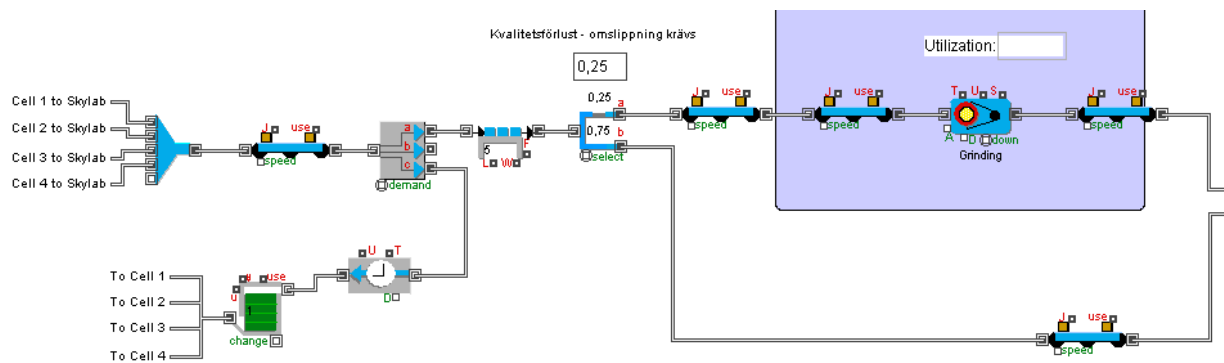 Kvalitetsförlust - omslippning krävs
0,25
Utilization:
Cell 1 to Skylab
Cell 2 to Skylab
Cell 3 to Skylab
Cell 4 to Skylab
use
speed
a
b
c
demand
5
L W
F
0,25
a
0,75
b
select
use
speed
use
speed
T U S
A
D
down
Grinding
use
speed
U T
D
To Cell 1
To Cell 2
To Cell 3
To Cell 4
u
use
u
1
change
use
speed